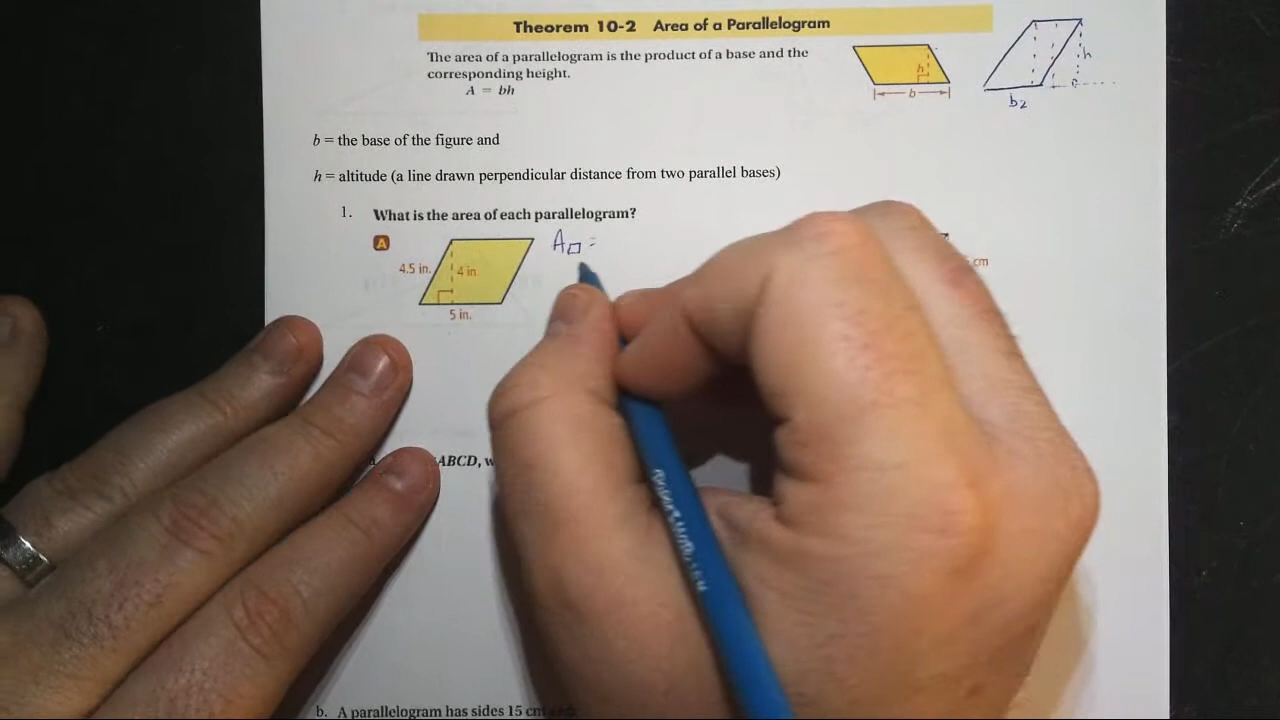 Theorem 10-2 Area of a Parallelogram
The area of a parallelogram is the product of a base and the
corresponding height.
A = bh
h
b
h
b2
b = the base of the figure and
h = altitude (a line drawn perpendicular distance from two parallel bases)
1. What is the area of each parallelogram?
A
A▱ =
4.5 in.
4 in.
5 in.
cm
ABCD,
b. A parallelogram has sides 15 cm